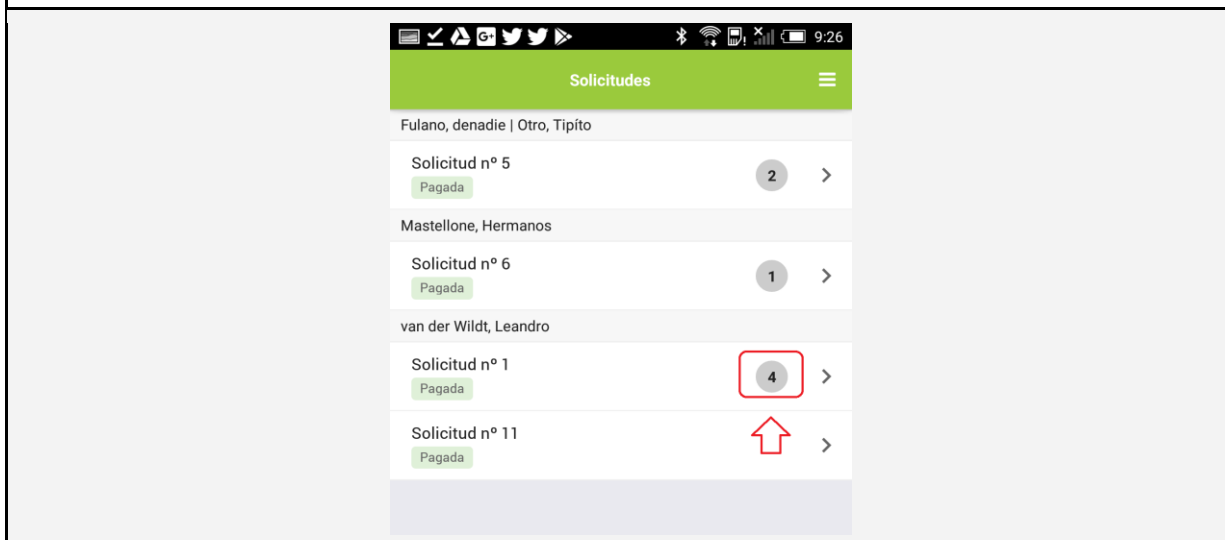 9:26
Solicitudes
Fulano, denadie | Otro, Tipíto
Solicitud nº 5
2
Pagada
Mastellone, Hermanos
Solicitud nº 6
1
Pagada
van der Wildt, Leandro
Solicitud nº 1
4
Pagada
Solicitud nº 11
Pagada